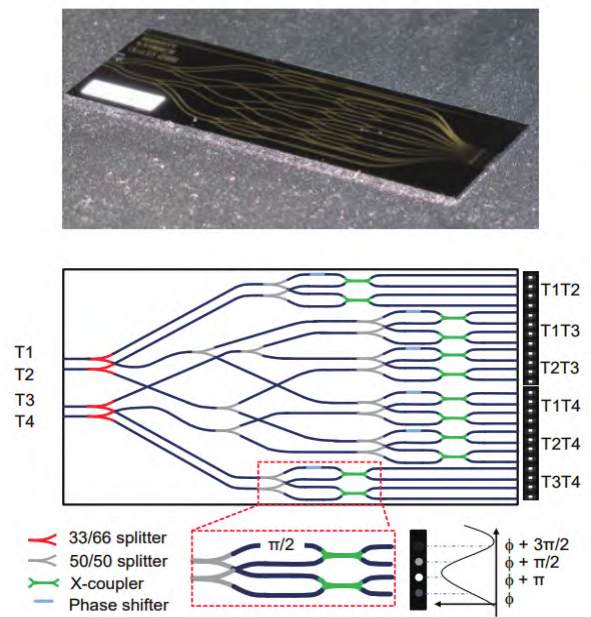 T1
T2
T3
T4
T1T2
T1T3
T2T3
T1T4
T2T4
T3T4
33/66 splitter
50/50 splitter
X-coupler
Phase shifter
π/2
ϕ + 3π/2
ϕ + π/2
ϕ + π
ϕ